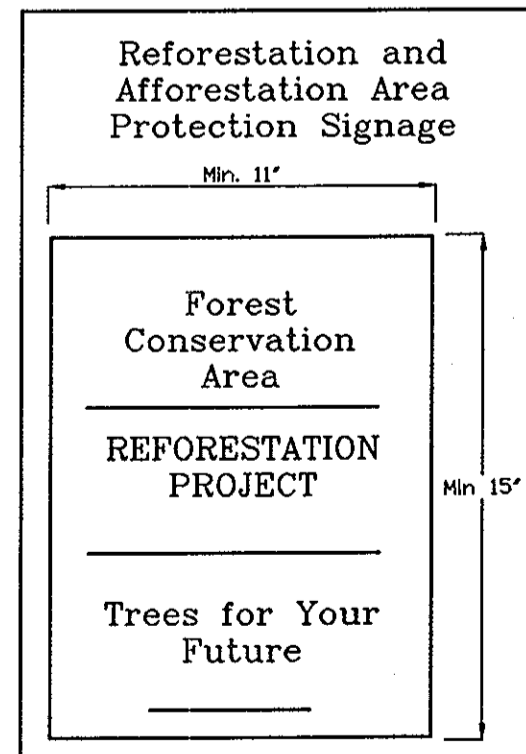 Reforestation and
Afforestation Area
Protection Signage
Min. 11"
Forest
Conservation
Area
REFORESTATION
PROJECT
Min 15"
Trees for Your
Future